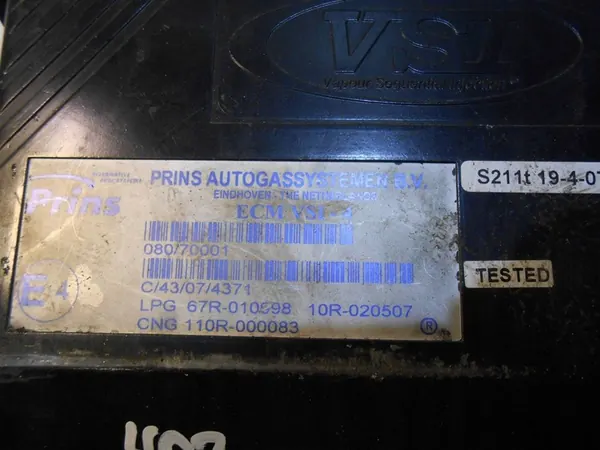 VSI
Vapour Sequential Injection
Prins
PRINS AUTOGASSYSTEMEN B.V.
EINDHOVEN - THE NETHERLANDS
ECM VSI - 4
080/70001
C/43/07/4371
E4
LPG 67R-010598 10R-020507
CNG 110R-000083
®
S211t 19-4-07
TESTED